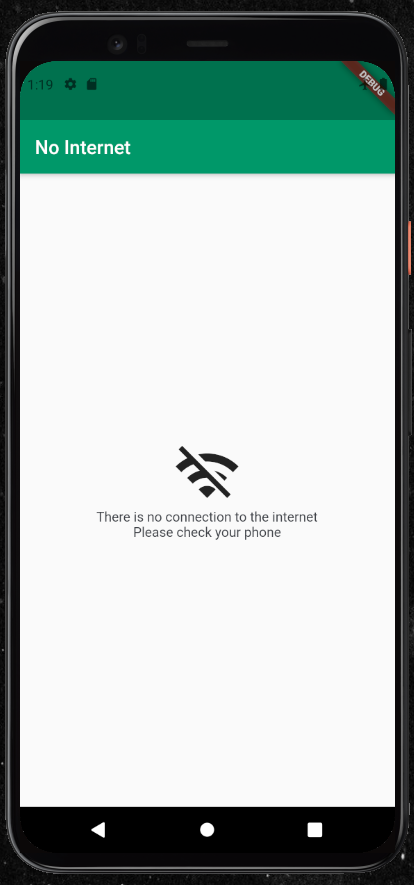 1:19
DEBUG
No Internet
There is no connection to the internet
Please check your phone